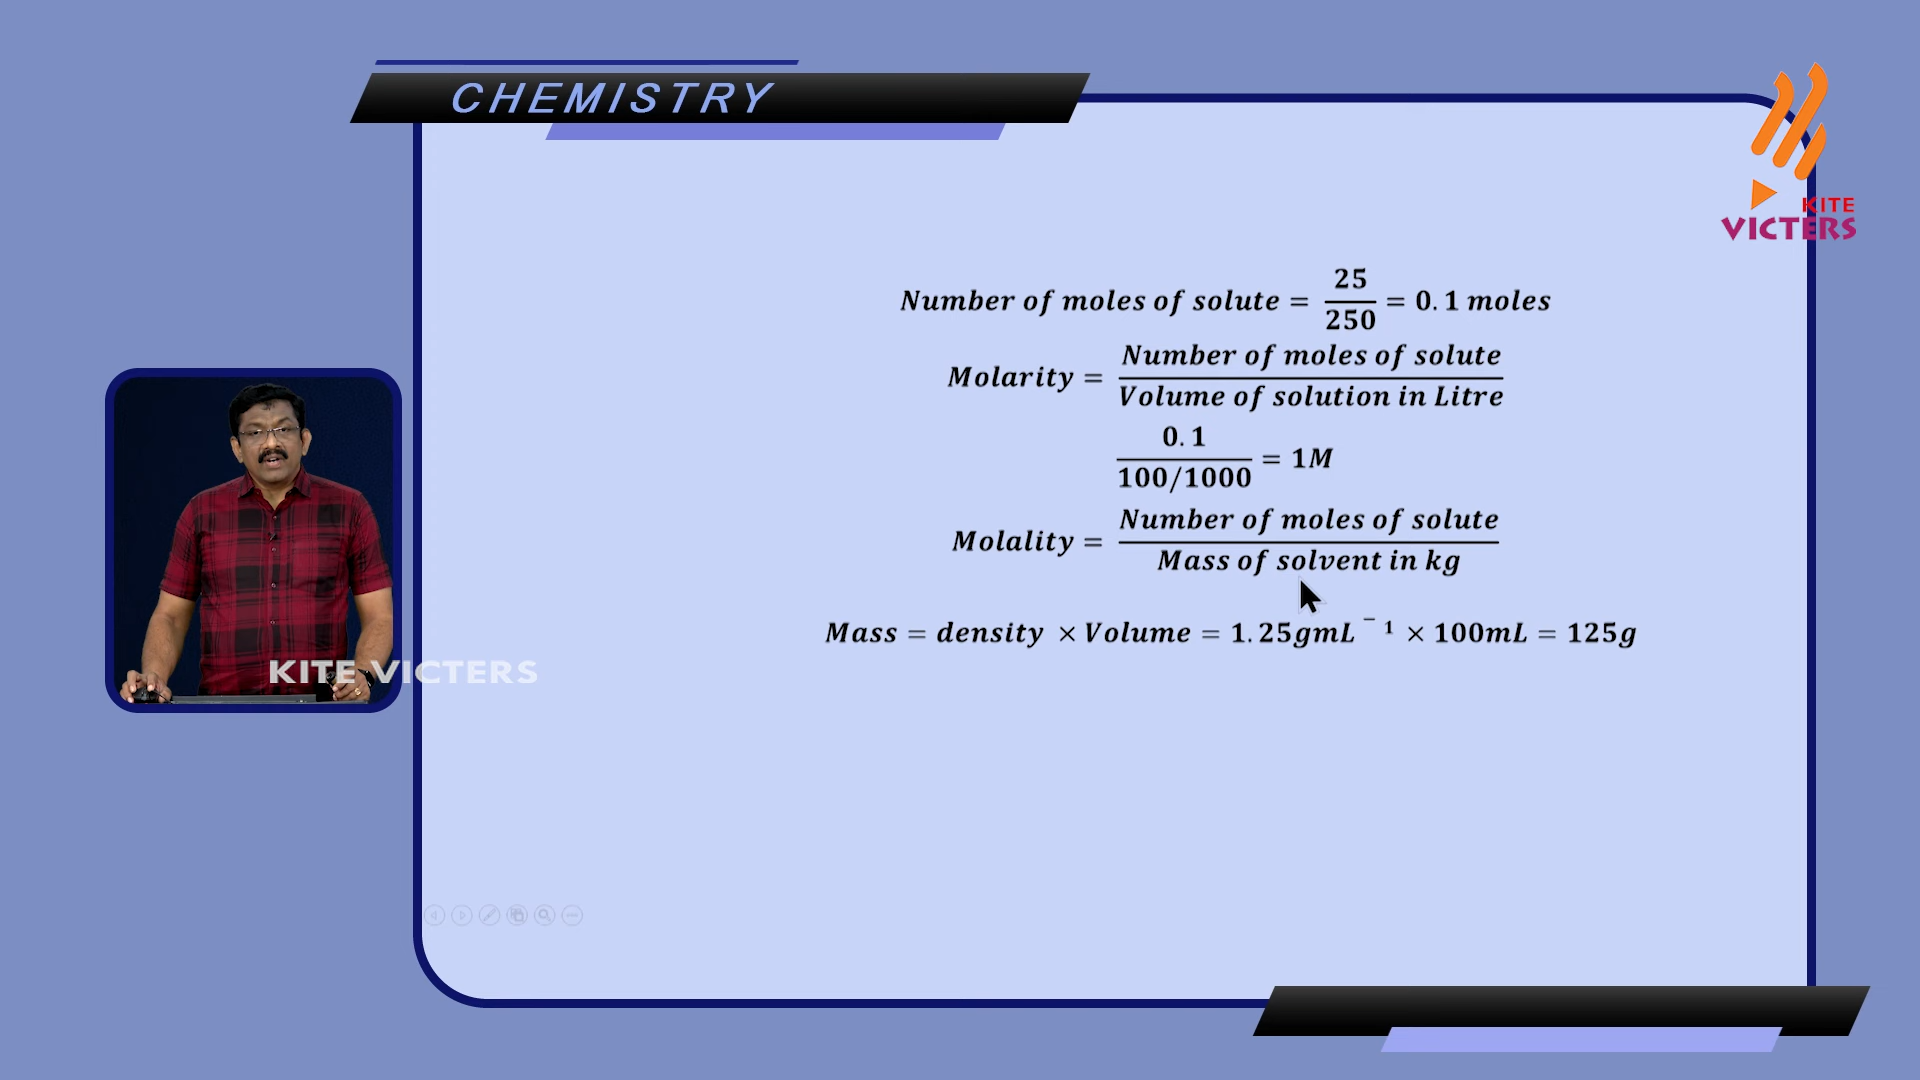 CHEMISTRY
KITE
VICTERS
Number of moles of solute = 25/250 = 0.1 moles
Molarity = Number of moles of solute / Volume of solution in Litre
0.1 / 100/1000 = 1M
Molality = Number of moles of solute / Mass of solvent in kg
Mass = density × Volume = 1.25gmL⁻¹ × 100mL = 125g
KITE VICTERS